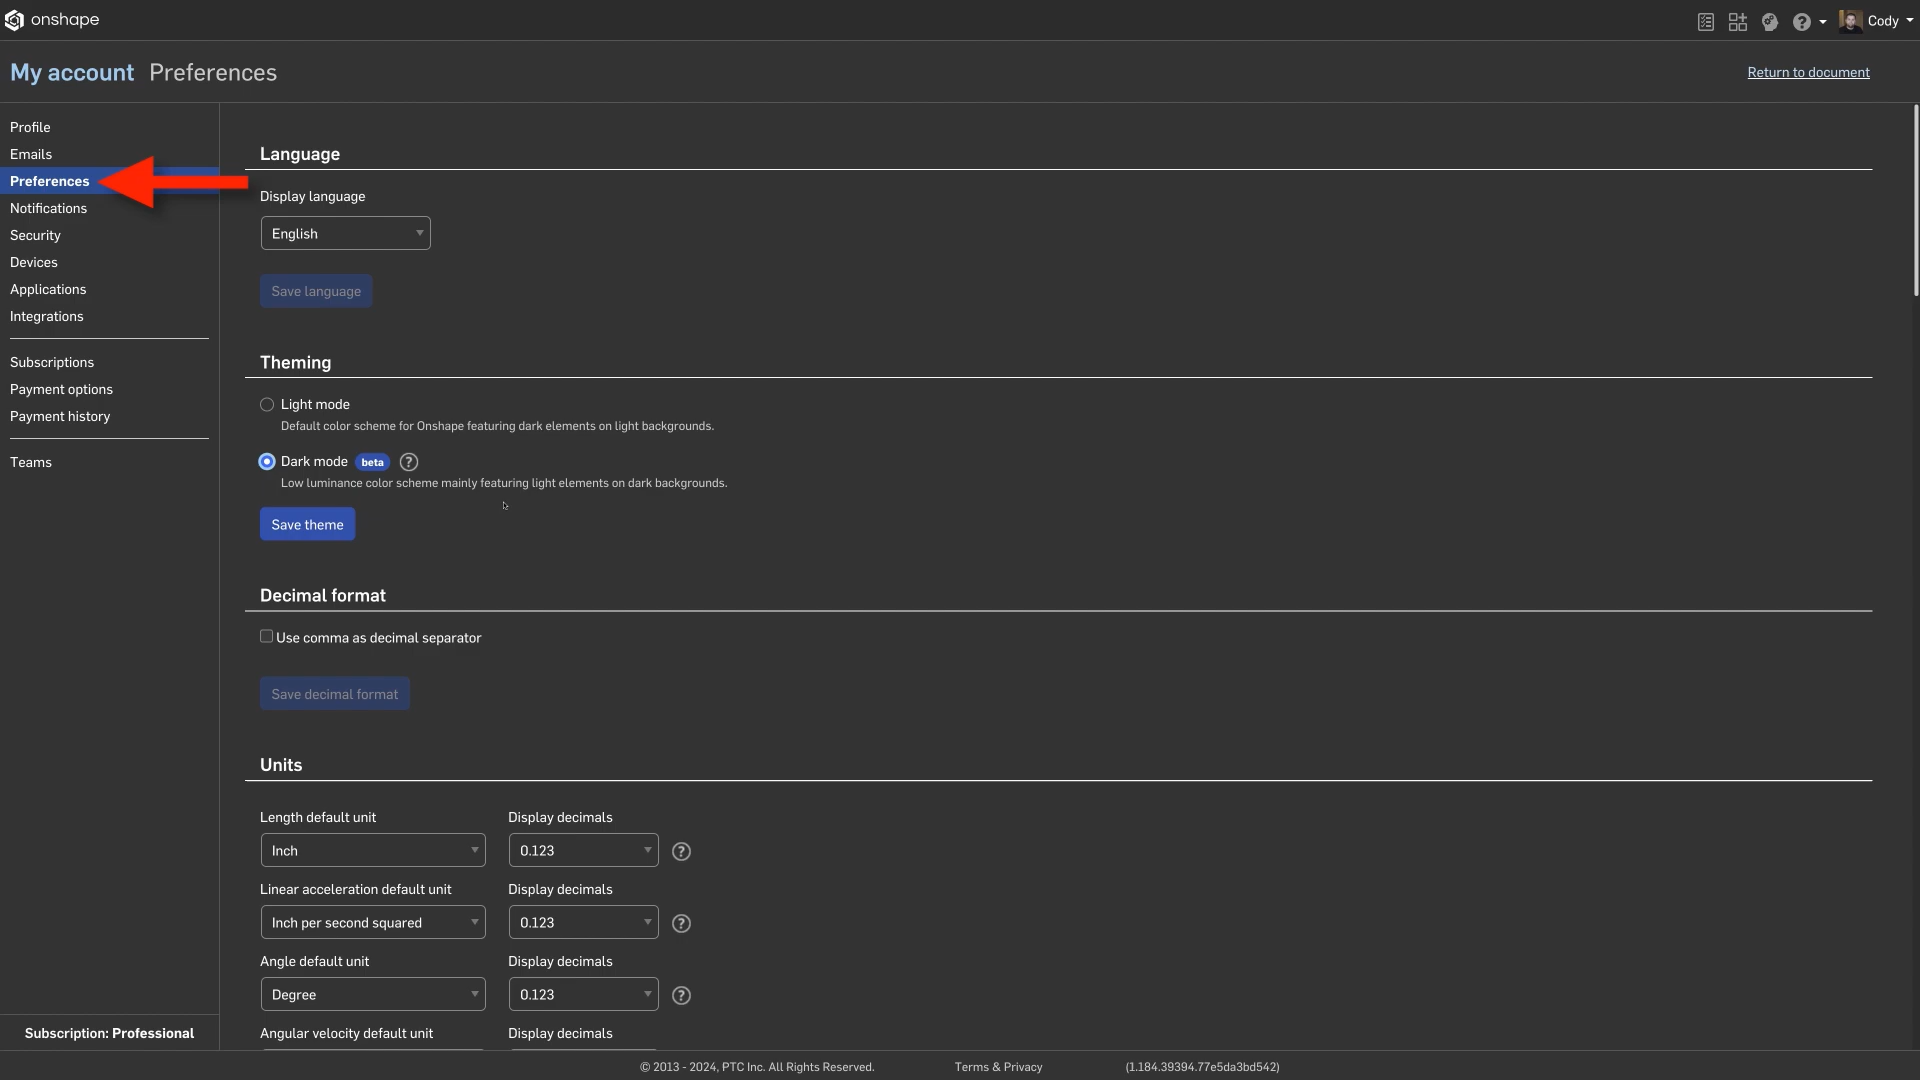 onshape
Cody
My account Preferences
Return to document
Profile
Emails
Preferences
Notifications
Security
Devices
Applications
Integrations
Subscriptions
Payment options
Payment history
Teams
Subscription: Professional
Language
Display language
English
Save language
Theming
Light mode
Default color scheme for Onshape featuring dark elements on light backgrounds.
Dark mode beta ?
Low luminance color scheme mainly featuring light elements on dark backgrounds.
Save theme
Decimal format
Use comma as decimal separator
Save decimal format
Units
Length default unit Display decimals
Inch 0.123 ?
Linear acceleration default unit Display decimals
Inch per second squared 0.123 ?
Angle default unit Display decimals
Degree 0.123 ?
Angular velocity default unit Display decimals
© 2013 - 2024, PTC Inc. All Rights Reserved. Terms & Privacy (1.184.39394.77e5da3bd542)